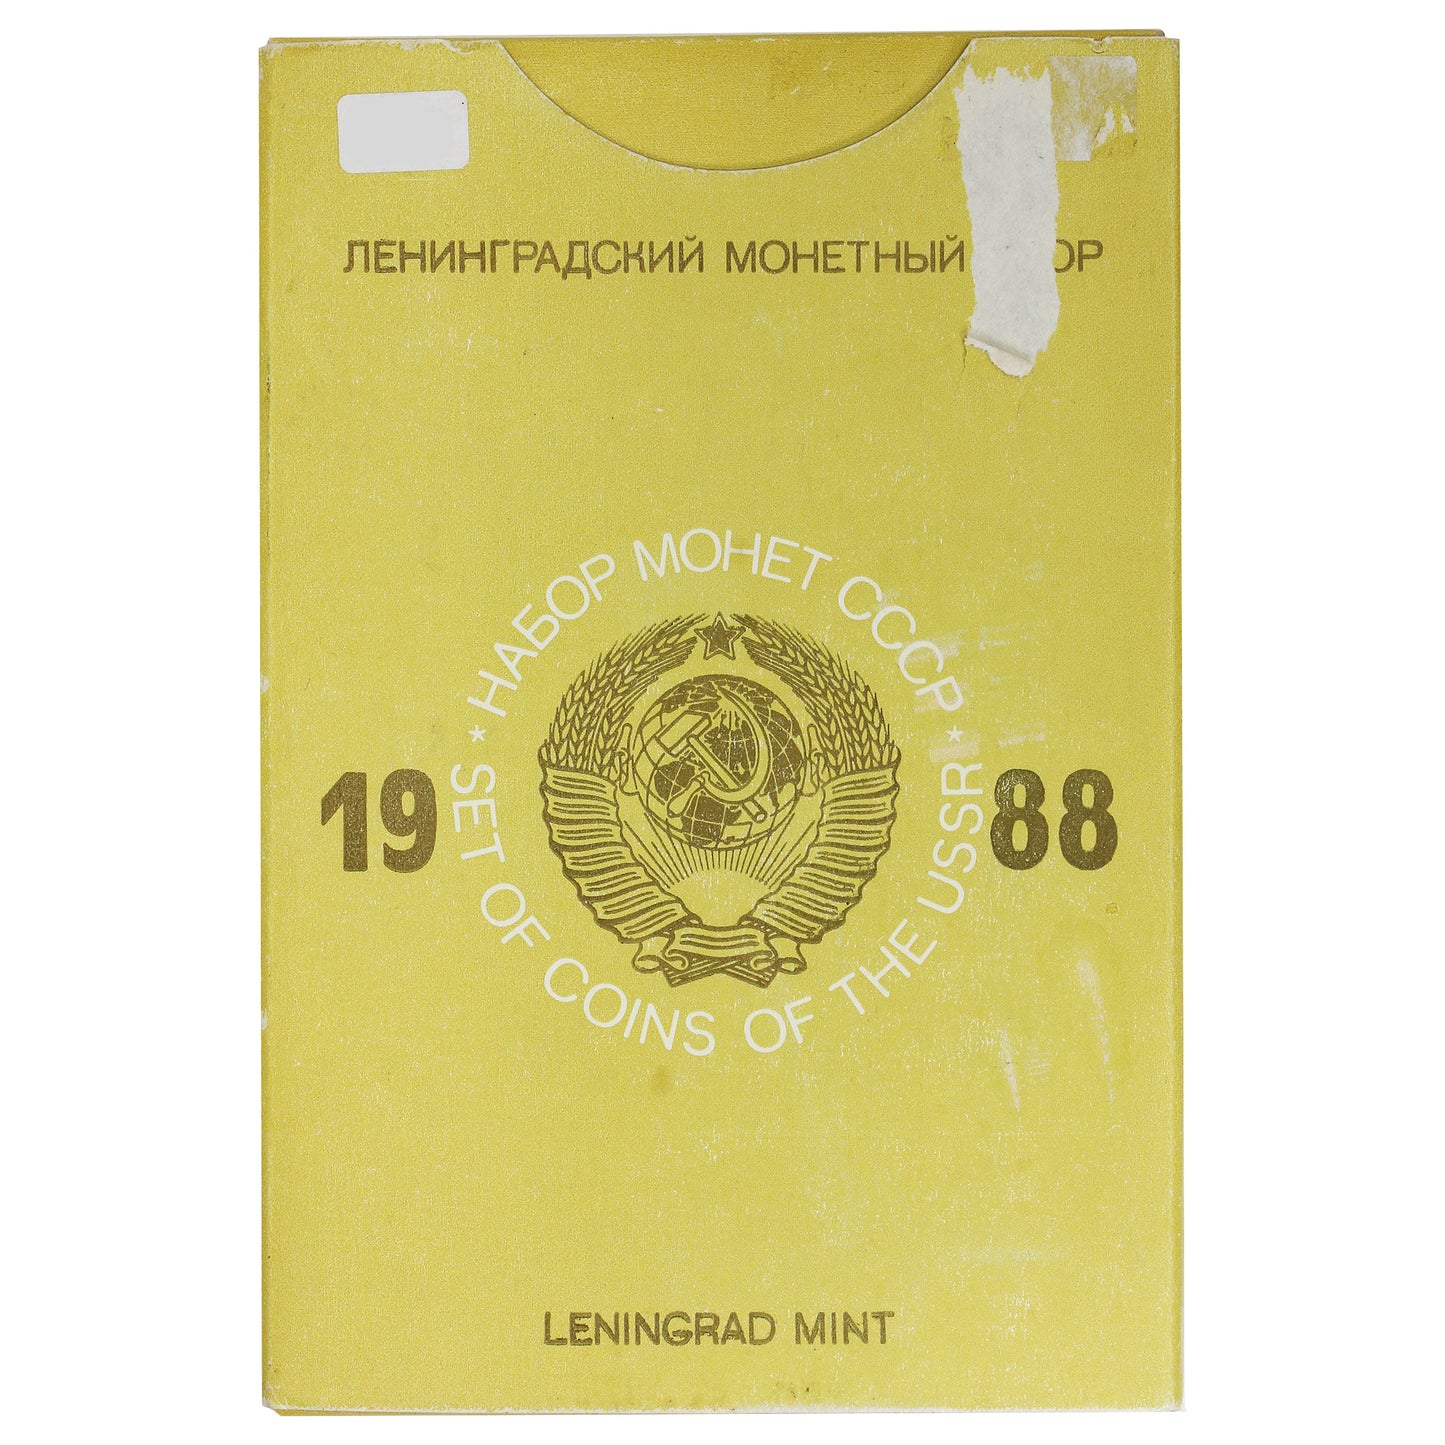 ЛЕНИНГРАДСКИЙ МОНЕТНЫЙ
* НАБОР МОНЕТ СССР *
19 88
SET OF COINS OF THE USSR
LENINGRAD MINT